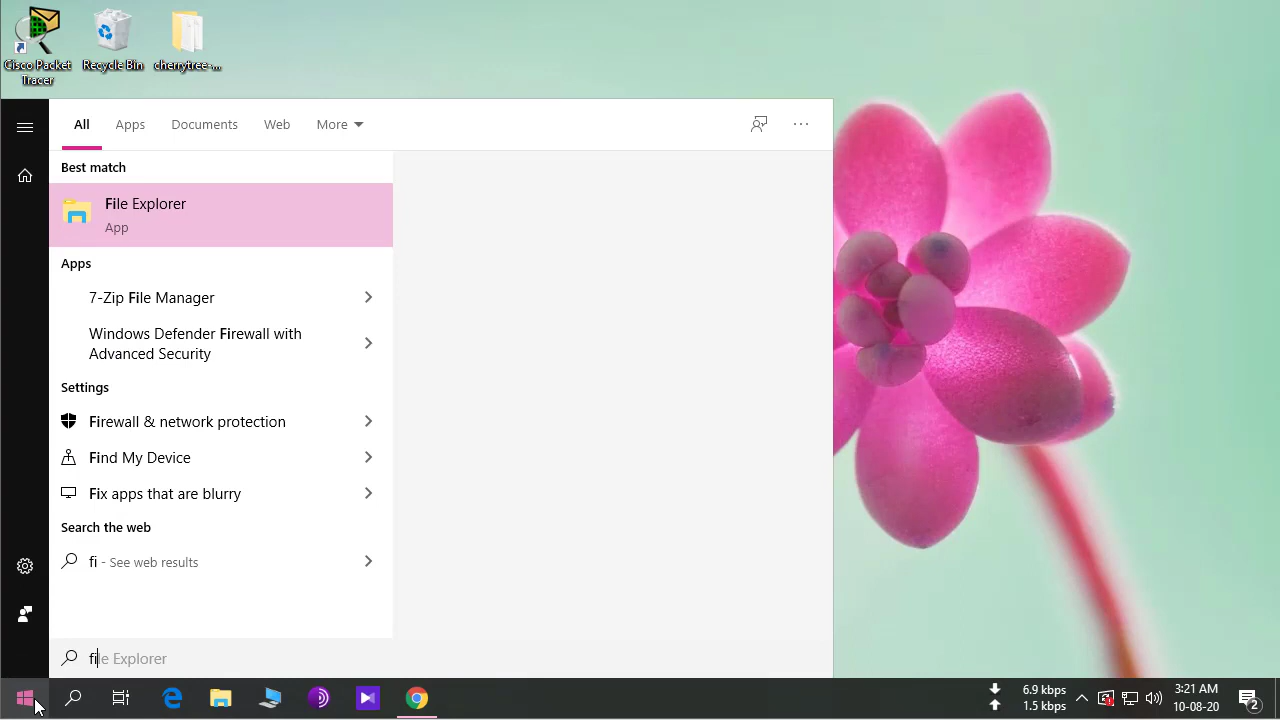 Cisco Packet
Tracer
Recycle Bin
cherrytree-...
All
Apps
Documents
Web
More
Best match
File Explorer
App
Apps
7-Zip File Manager
Windows Defender Firewall with
Advanced Security
Settings
Firewall & network protection
Find My Device
Fix apps that are blurry
Search the web
fi - See web results
file Explorer
6.9 kbps
1.5 kbps
3:21 AM
10-08-20
2